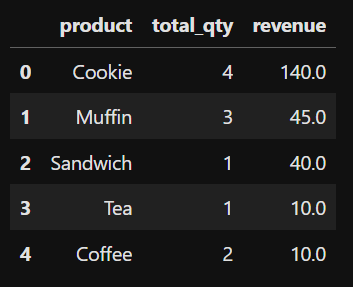 product total_qty revenue
0 Cookie 4 140.0
1 Muffin 3 45.0
2 Sandwich 1 40.0
3 Tea 1 10.0
4 Coffee 2 10.0